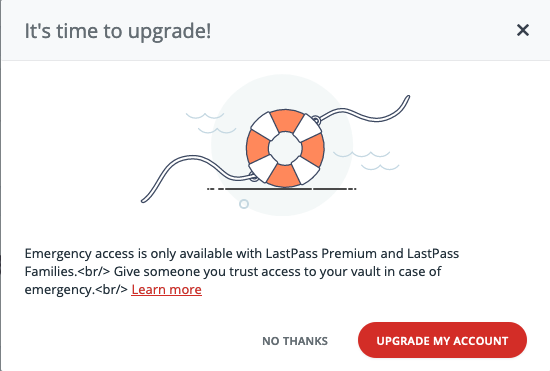 It's time to upgrade!
Emergency access is only available with LastPass Premium and LastPass
Families.<br/> Give someone you trust access to your vault in case of
emergency.<br/> Learn more
NO THANKS
UPGRADE MY ACCOUNT